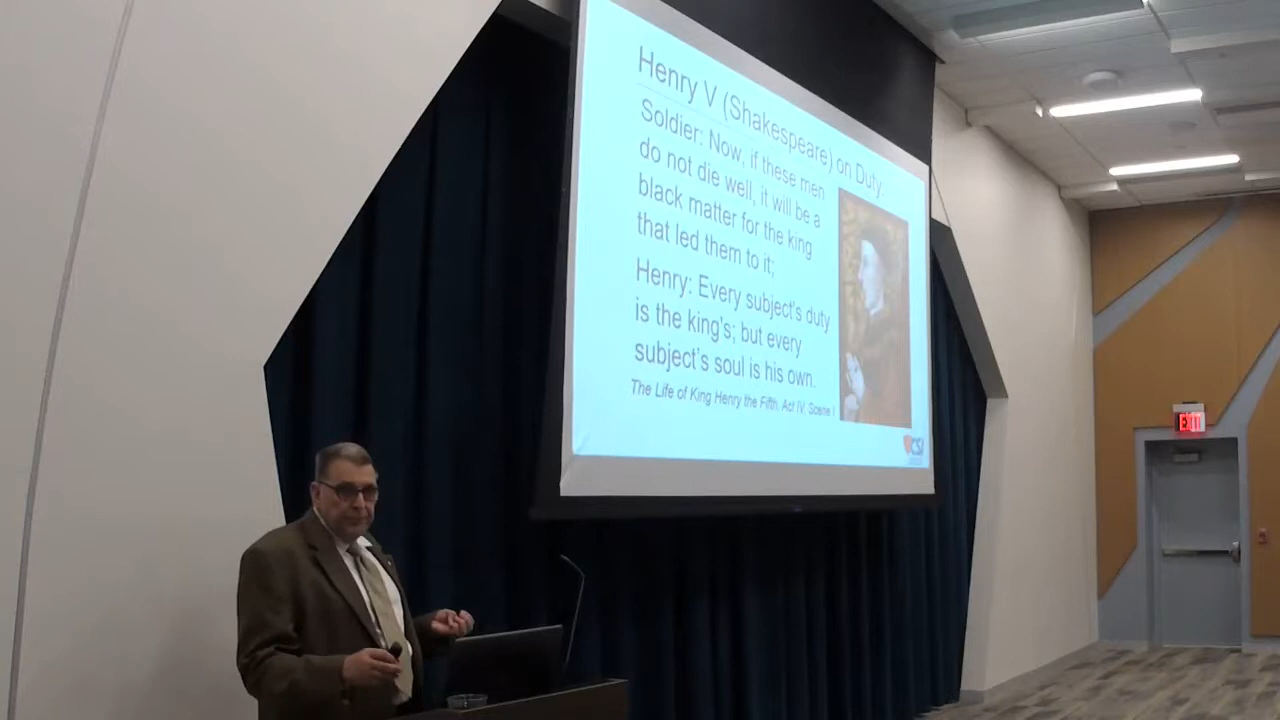 Henry V (Shakespeare) on Duty:
Soldier: Now, if these men
do not die well, it will be a
black matter for the king
that led them to it;
Henry: Every subject's duty
is the king's; but every
subject's soul is his own.
The Life of King Henry the Fifth, Act IV Scene I
CSI
EXIT